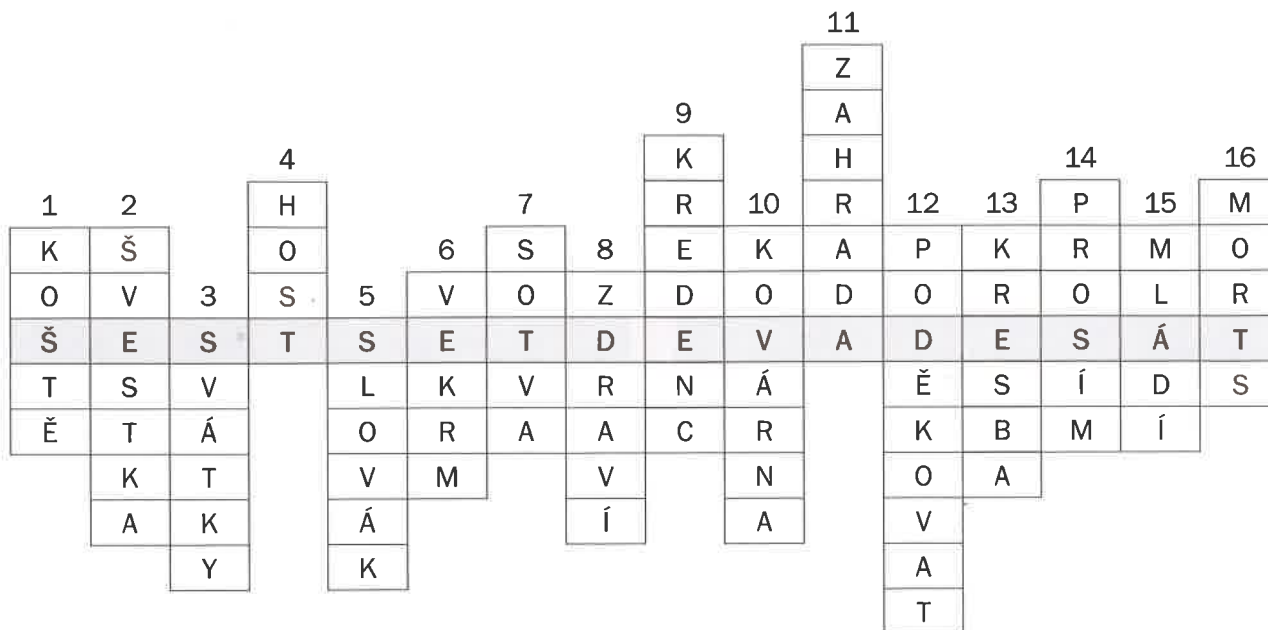 11
Z
9 A
4 K H 14 16
1 2 H 7 R 10 R 12 13 P 15 M
K Š O 6 S 8 E K A P K R M O
O V 3 S 5 V O Z D O D O R O L R
Š E S T S E T D E V A D E S Á T
T S V L K V R N Á Ě S Í D S
Ě T Á O R A A C R K B M Í
K T V M V N O A
A K Á Í A V
Y K A
T